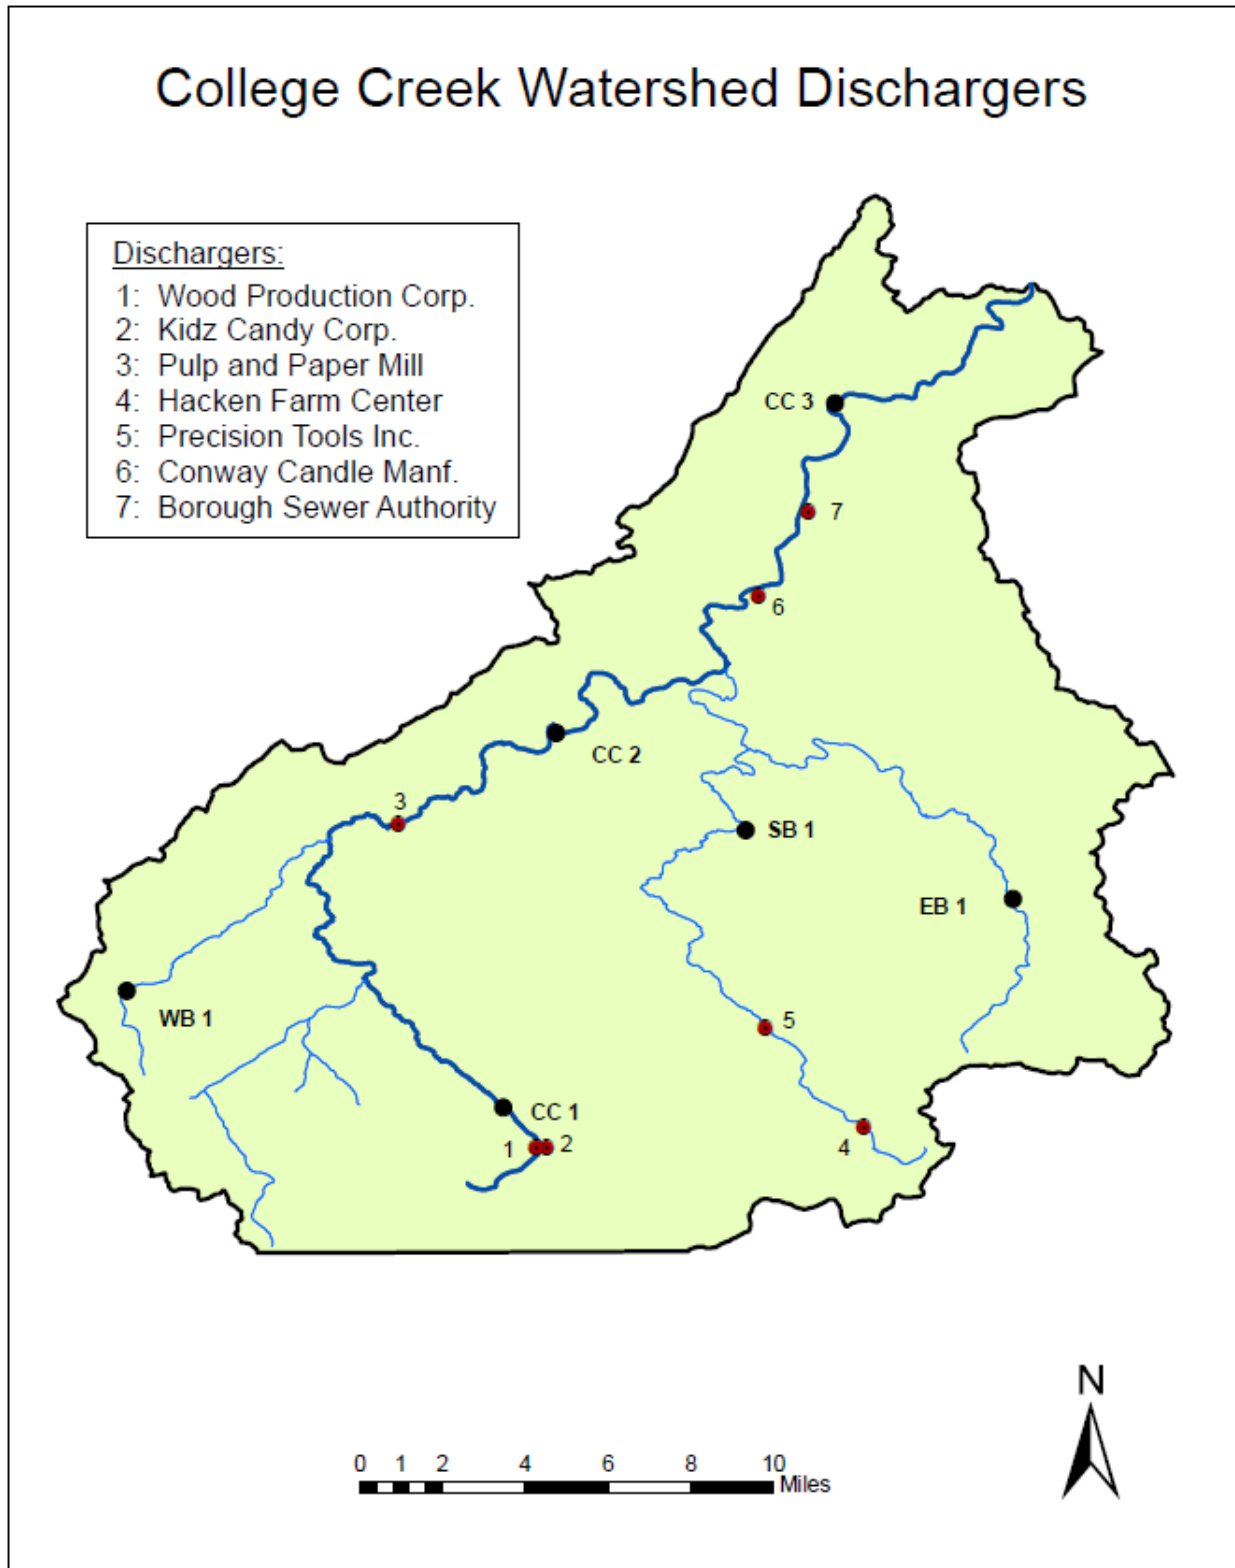 College Creek Watershed Dischargers
Dischargers:
1: Wood Production Corp.
2: Kidz Candy Corp.
3: Pulp and Paper Mill
4: Hacken Farm Center
5: Precision Tools Inc.
6: Conway Candle Manf.
7: Borough Sewer Authority
CC 3
7
6
CC 2
3
SB 1
EB 1
WB 1
5
CC 1
1 2
4
N
0 1 2 4 6 8 10
Miles